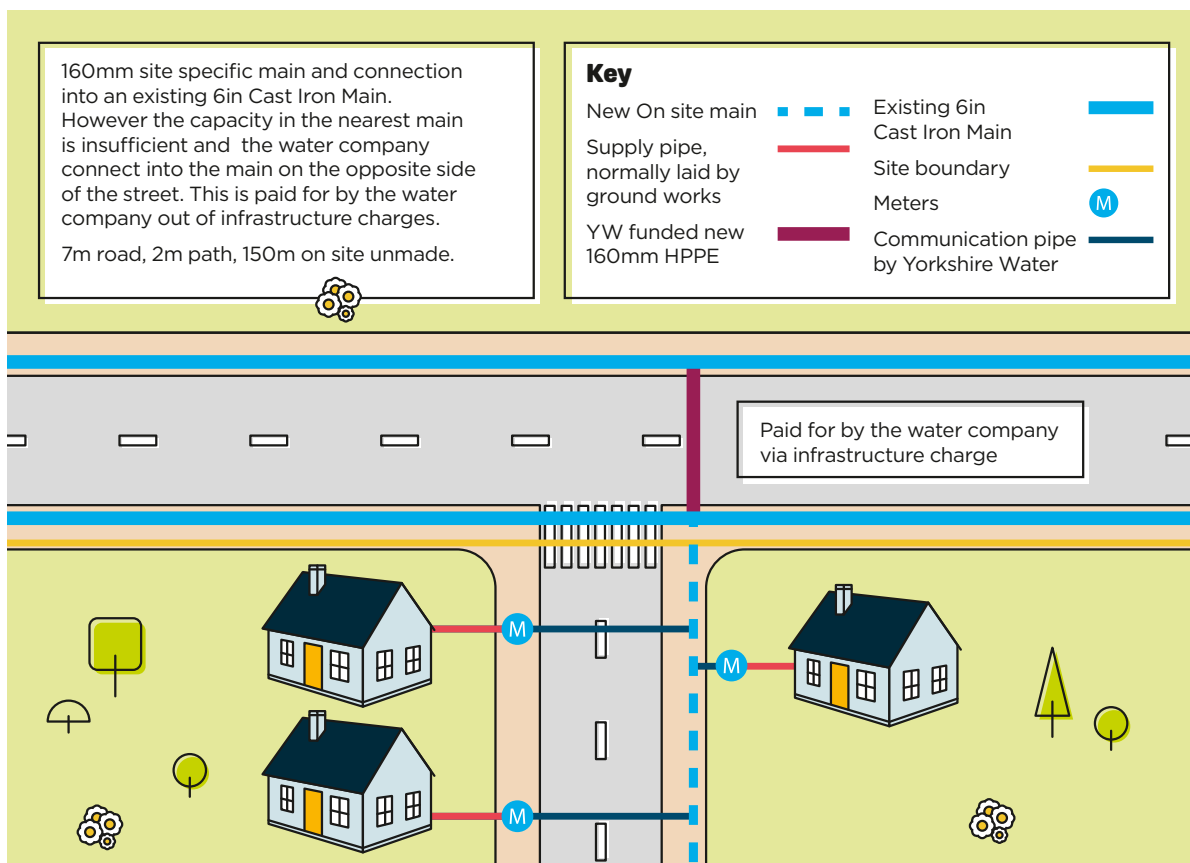 160mm site specific main and connection
into an existing 6in Cast Iron Main.
However the capacity in the nearest main
is insufficient and the water company
connect into the main on the opposite side
of the street. This is paid for by the water
company out of infrastructure charges.
7m road, 2m path, 150m on site unmade.
Key
New On site main
Supply pipe,
normally laid by
ground works
YW funded new
160mm HPPE
Existing 6in
Cast Iron Main
Site boundary
Meters
M
Communication pipe
by Yorkshire Water
Paid for by the water company
via infrastructure charge
M
M
M